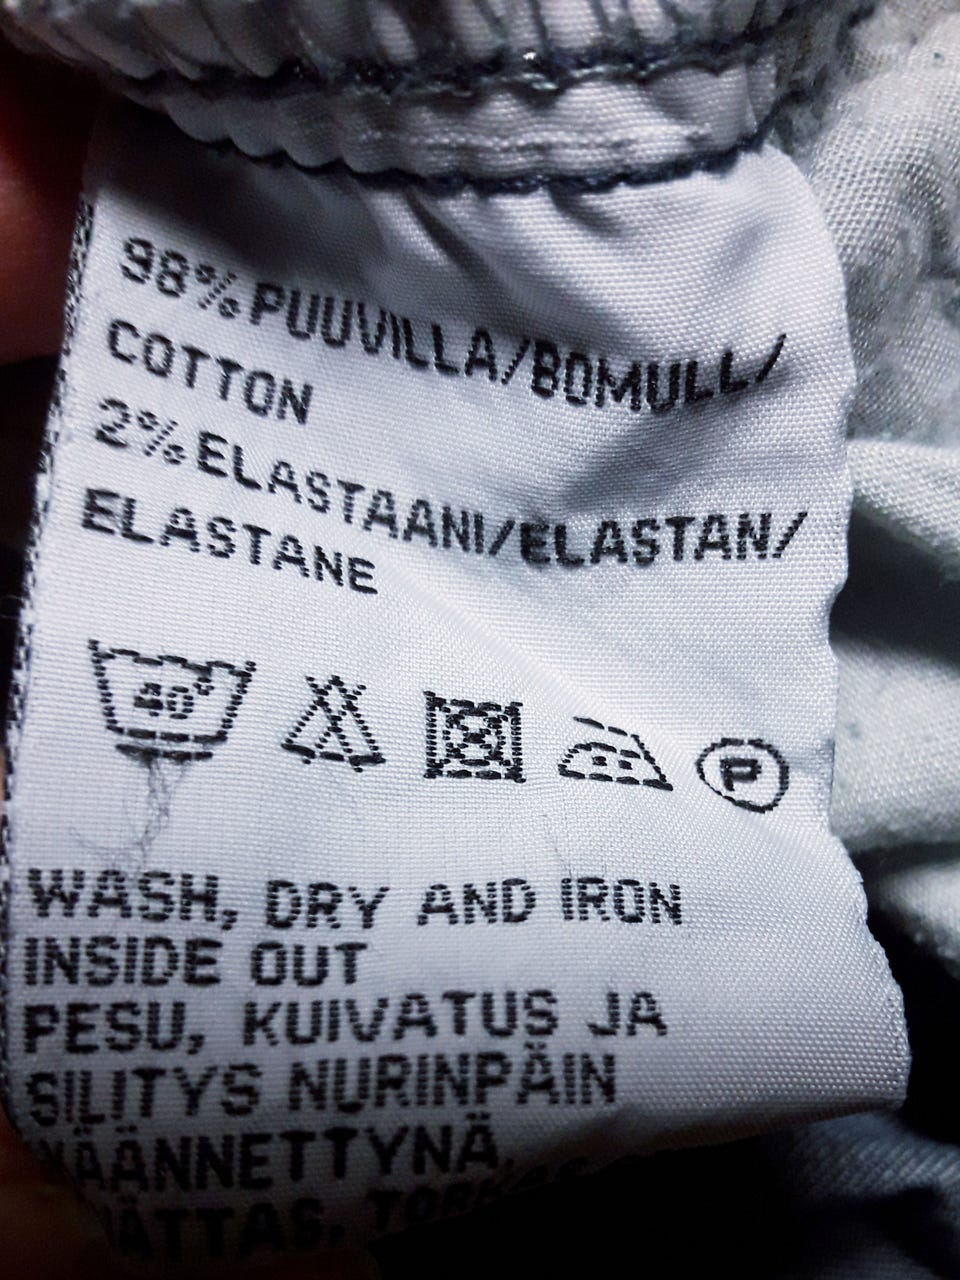 98% PUUVILLA/BOMULL/
COTTON
2% ELASTAANI/ELASTAN/
ELASTANE
40°
P
WASH, DRY AND IRON
INSIDE OUT
PESU, KUIVATUS JA
SILITYS NURINPÄIN
KÄÄNNETTYNÄ